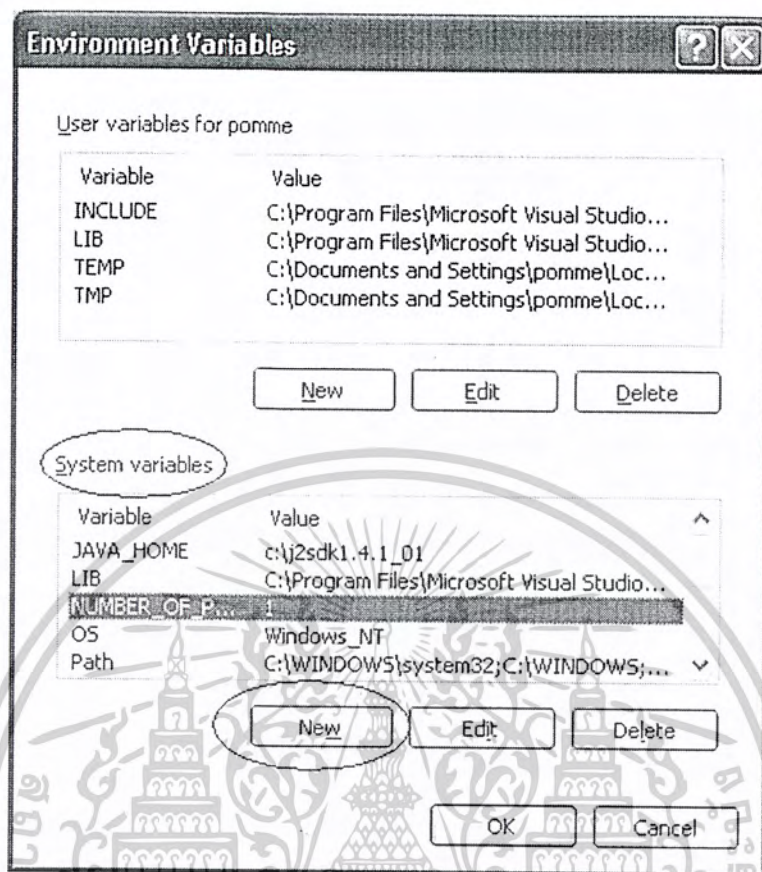 Environment Variables
User variables for pomme
Variable Value
INCLUDE C:\Program Files\Microsoft Visual Studio...
LIB C:\Program Files\Microsoft Visual Studio...
TEMP C:\Documents and Settings\pomme\Loc...
TMP C:\Documents and Settings\pomme\Loc...
New Edit Delete
System variables
Variable Value
JAVA_HOME c:\j2sdk1.4.1_01
LIB C:\Program Files\Microsoft Visual Studio...
NUMBER_OF_P... 1
OS Windows_NT
Path C:\WINDOWS\system32;C:\WINDOWS;...
New Edit Delete
OK Cancel